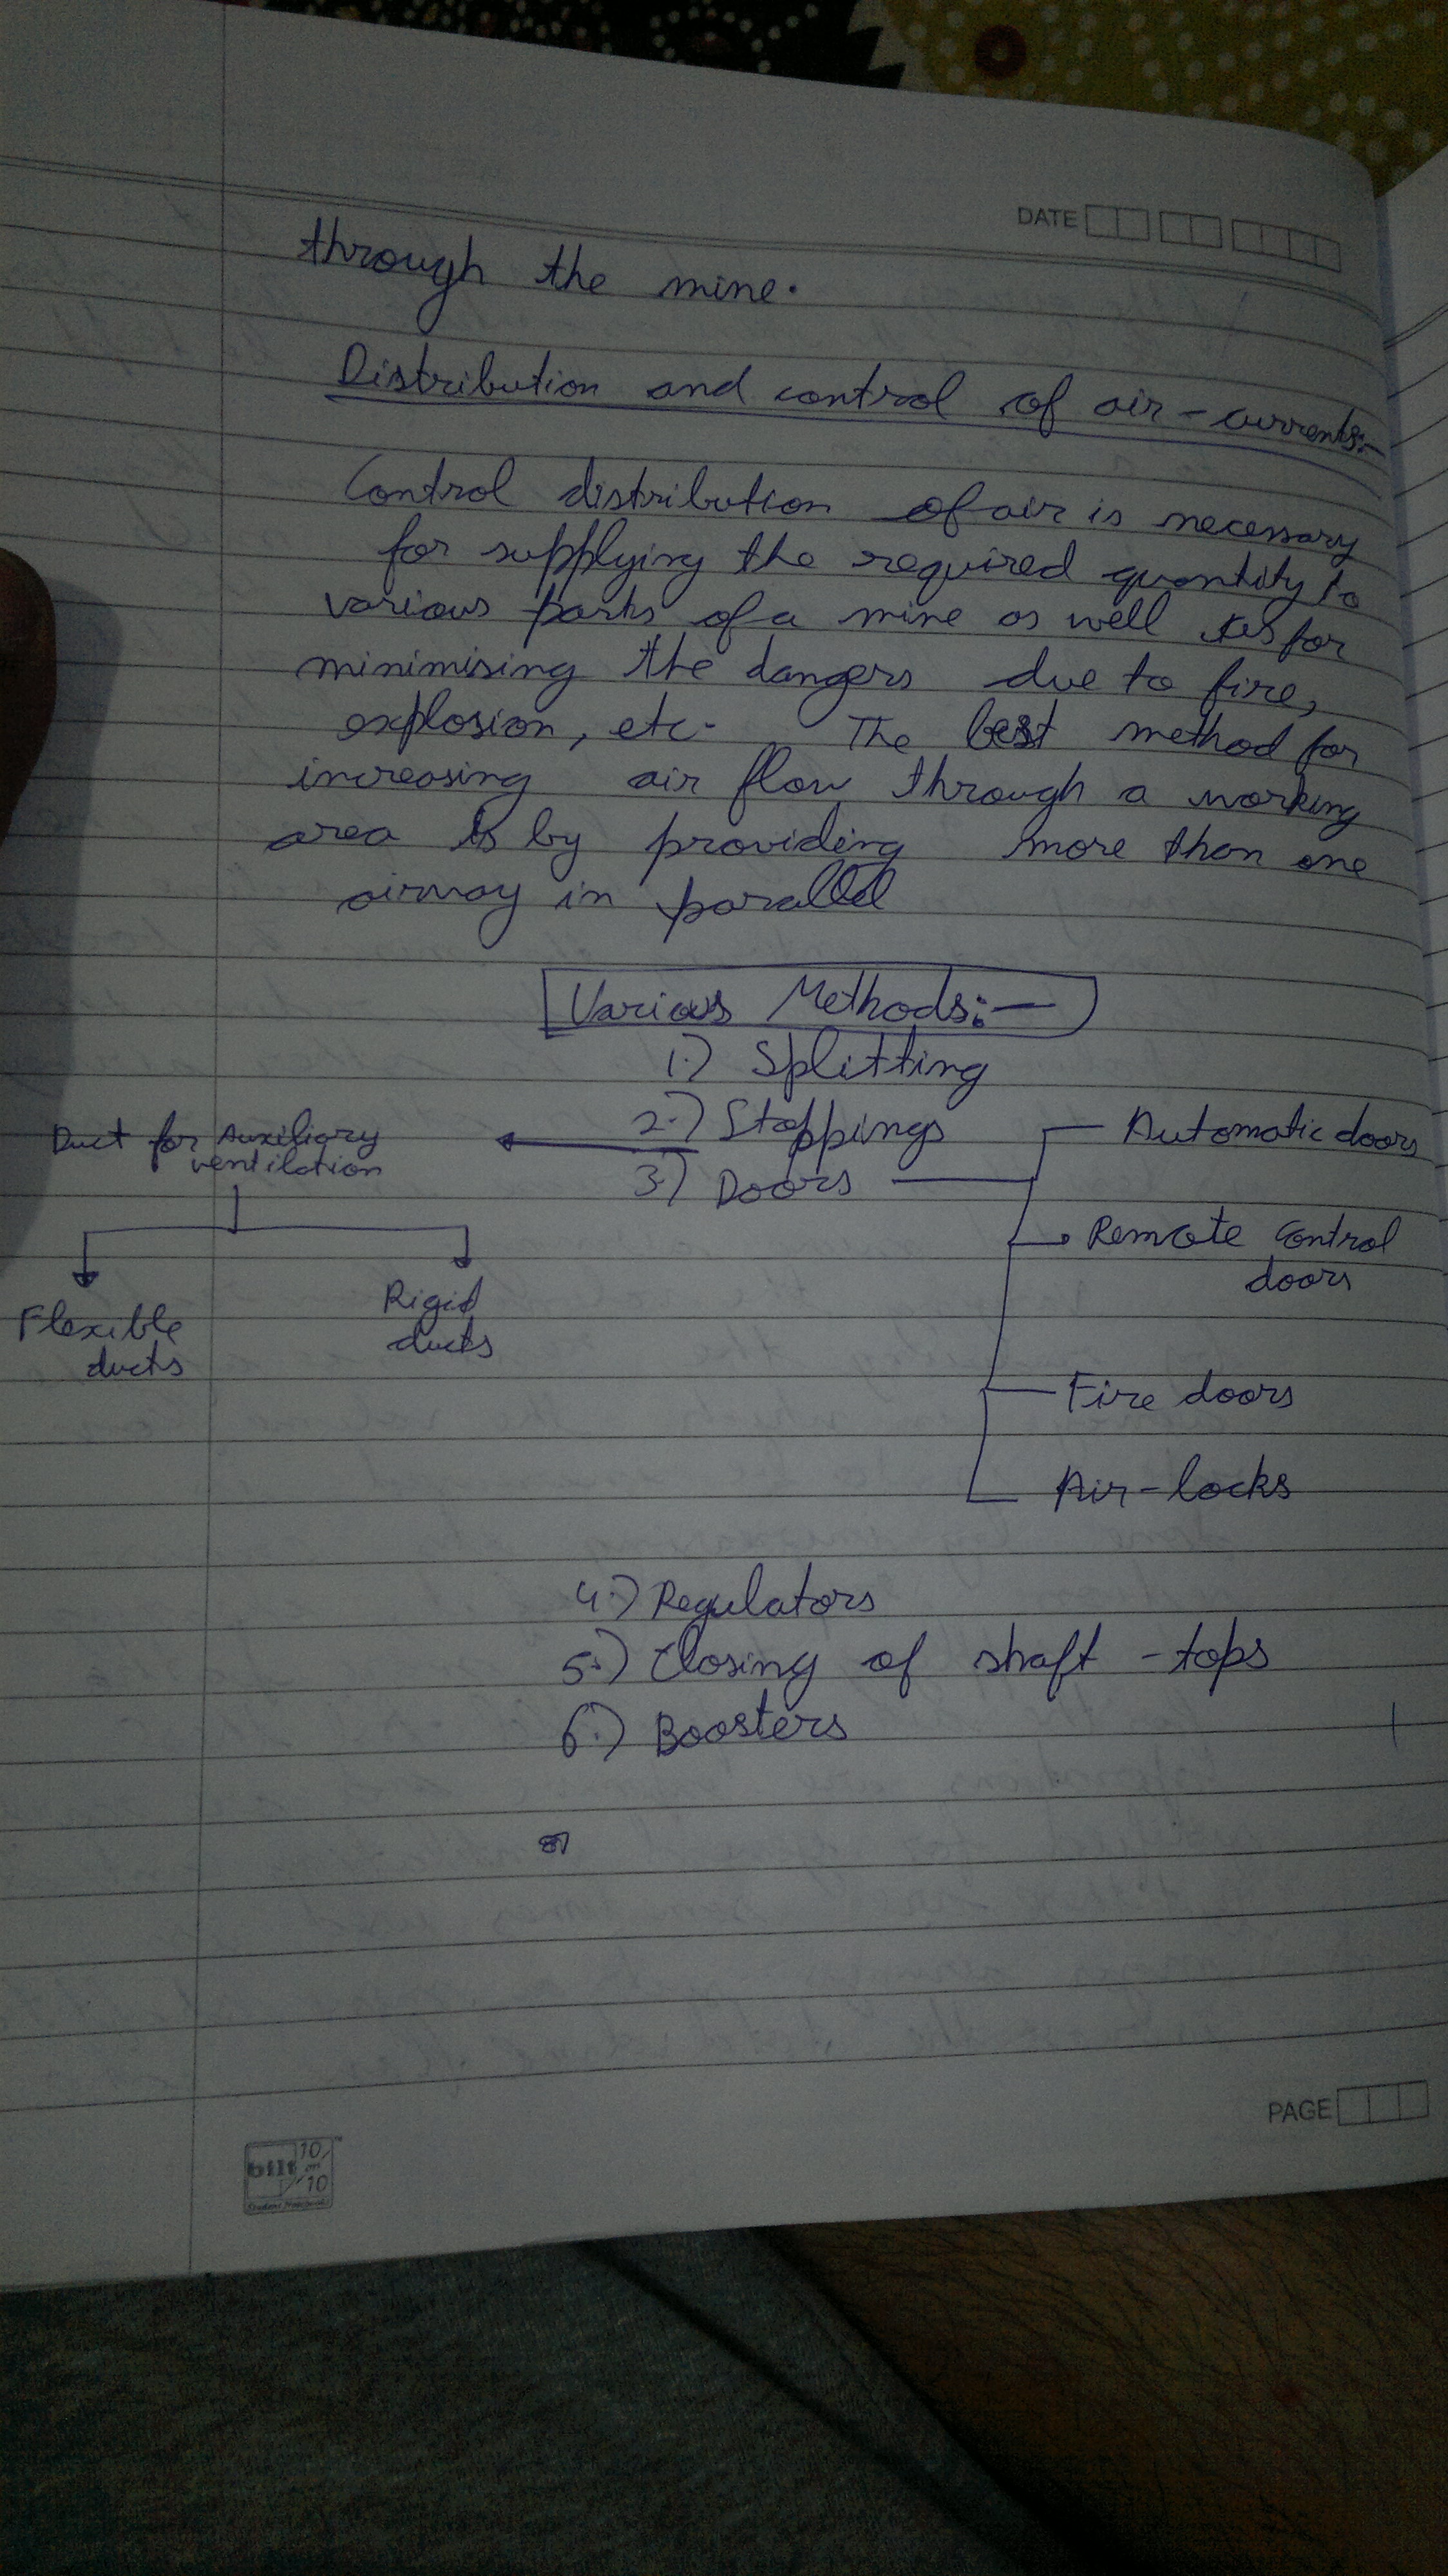 DATE
through the mine.
Distribution and control of air-currents:-
Control distribution of air is necessary
for supplying the required quantity to
various parts of a mine as well as for
minimising the dangers due to fire,
explosion, etc. The best method for
increasing air flow through a working
area is by providing more than one
airway in parallel
Various Methods:-
1.) Splitting
2.) Stoppings
3.) Doors
Automatic doors
Remote control
doors
Fire doors
Air-locks
Duct for Auxiliary
ventilation
Flexible
ducts
Rigid
ducts
4.) Regulators
5.) Closing of shaft-tops
6.) Boosters
PAGE
bilt 10 on 10